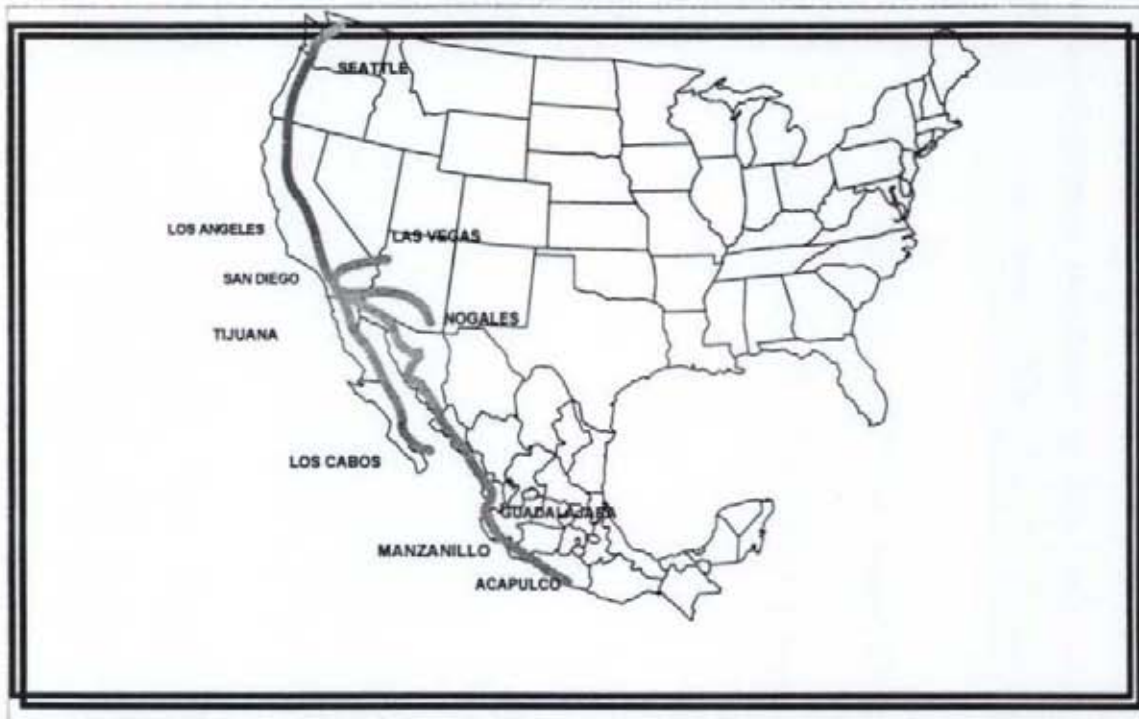 SEATTLE
LOS ANGELES
LAS VEGAS
SAN DIEGO
NOGALES
TIJUANA
LOS CABOS
GUADALAJARA
MANZANILLO
ACAPULCO